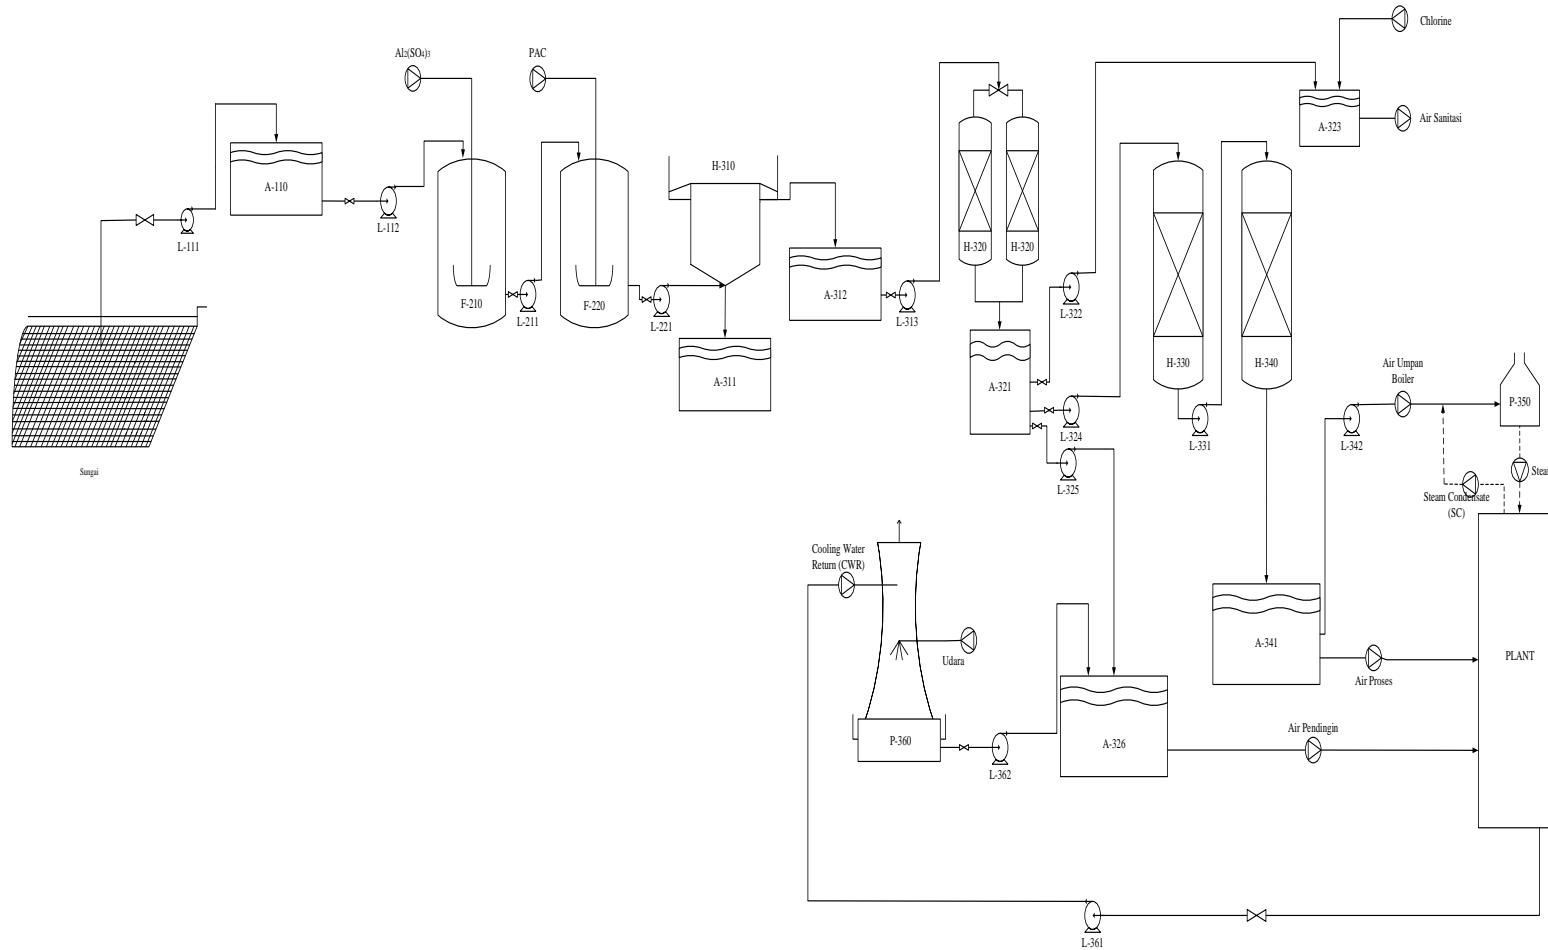 Chlorine
Al₂(SO₄)₃
PAC
Air Sanitasi
A-323
H-310
A-110
L-112
L-111
H-320
H-320
A-312
F-210
F-220
L-211
L-221
L-313
L-322
A-311
A-321
H-330
H-340
Air Umpan
Boiler
P-350
L-324
L-331
L-342
Sungai
L-325
Stea
Steam Condensate
(SC)
Cooling Water
Return (CWR)
Udara
A-341
PLANT
Air Proses
Air Pendingin
P-360
A-326
L-362
L-361